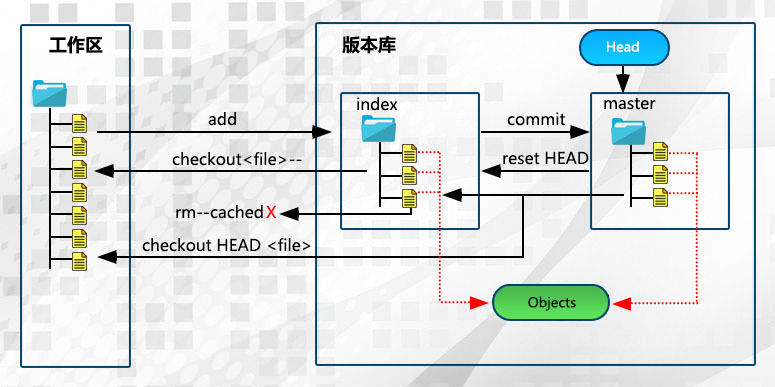 工作区
版本库
Head
index
master
add
commit
checkout<file>--
reset HEAD
rm--cached X
checkout HEAD <file>
Objects